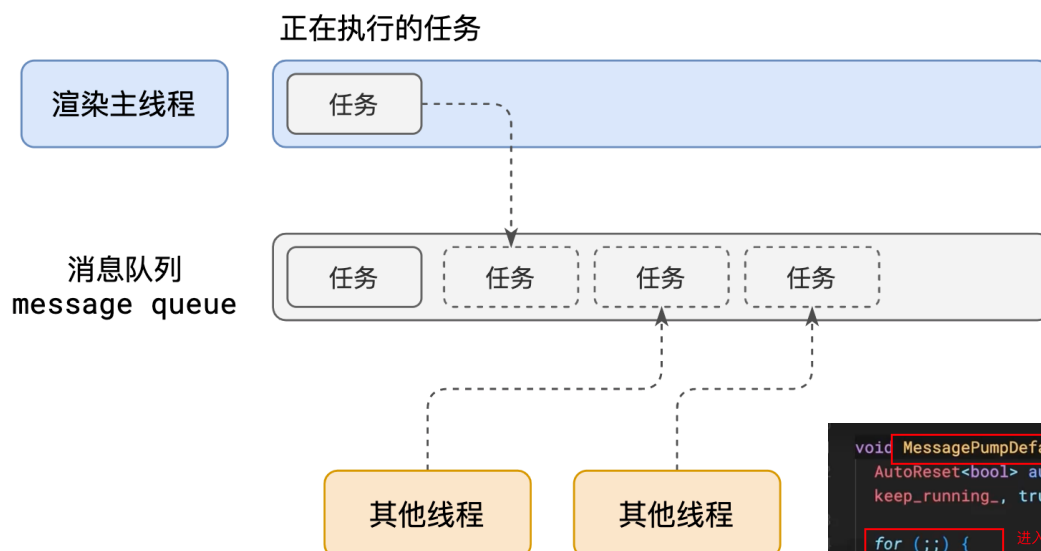 正在执行的任务
渲染主线程
任务
消息队列
message queue
任务
任务
任务
任务
其他线程
其他线程
void MessagePumpDefa
AutoReset<bool> au
keep_running_, tru
for (;;) {
进入